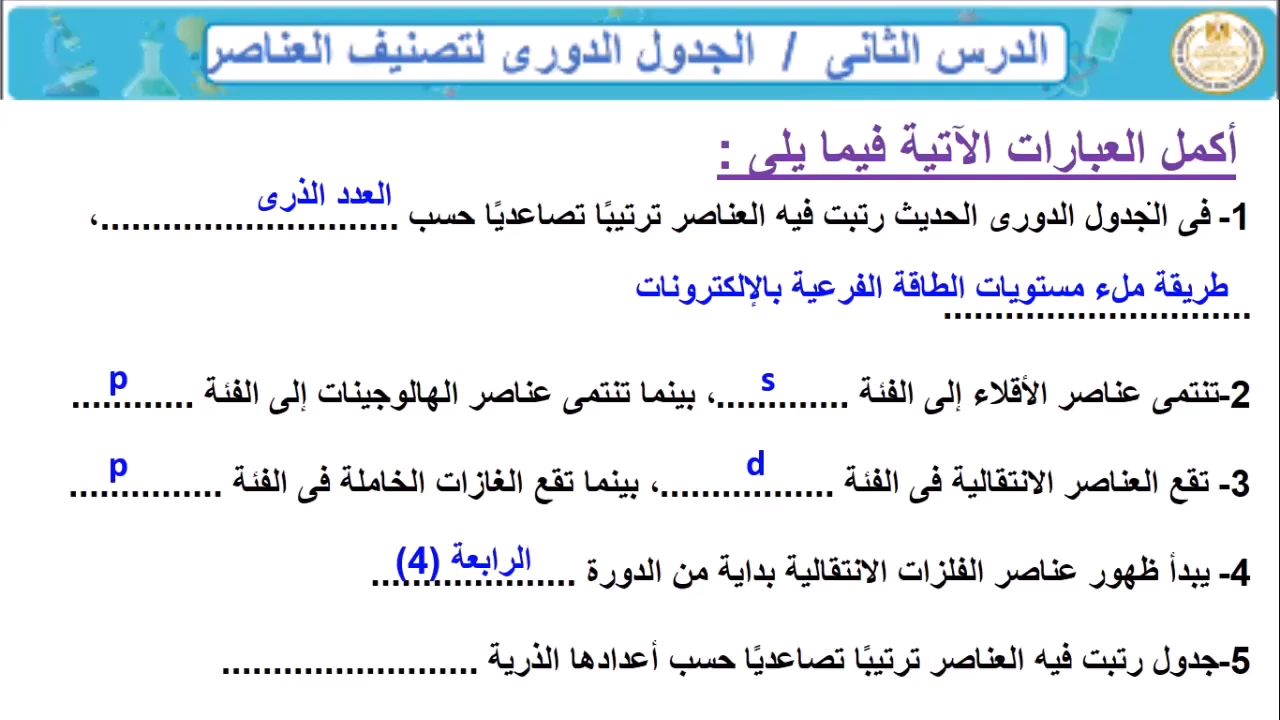 الدرس الثانى / الجدول الدورى لتصنيف العناصر
أكمل العبارات الآتية فيما يلى :
العدد الذرى
1- فى الجدول الدورى الحديث رتبت فيه العناصر ترتيبًا تصاعديًا حسب ............................،
طريقة ملء مستويات الطاقة الفرعية بالإلكترونات
.............................
s p
2-تنتمى عناصر الأقلاء إلى الفئة .............، بينما تنتمى عناصر الهالوجينات إلى الفئة ............
d p
3- تقع العناصر الانتقالية فى الفئة .................، بينما تقع الغازات الخاملة فى الفئة ...............
الرابعة (4)
4- يبدأ ظهور عناصر الفلزات الانتقالية بداية من الدورة ....................
5-جدول رتبت فيه العناصر ترتيبًا تصاعديًا حسب أعدادها الذرية .........................